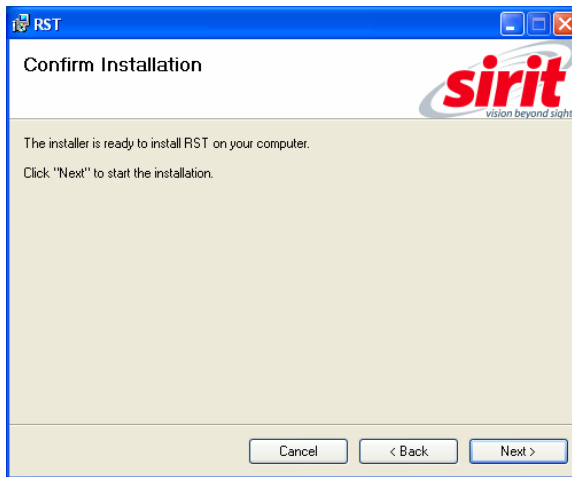 RST
Confirm Installation
sirit
vision beyond sight
The installer is ready to install RST on your computer.
Click "Next" to start the installation.
Cancel
< Back
Next >